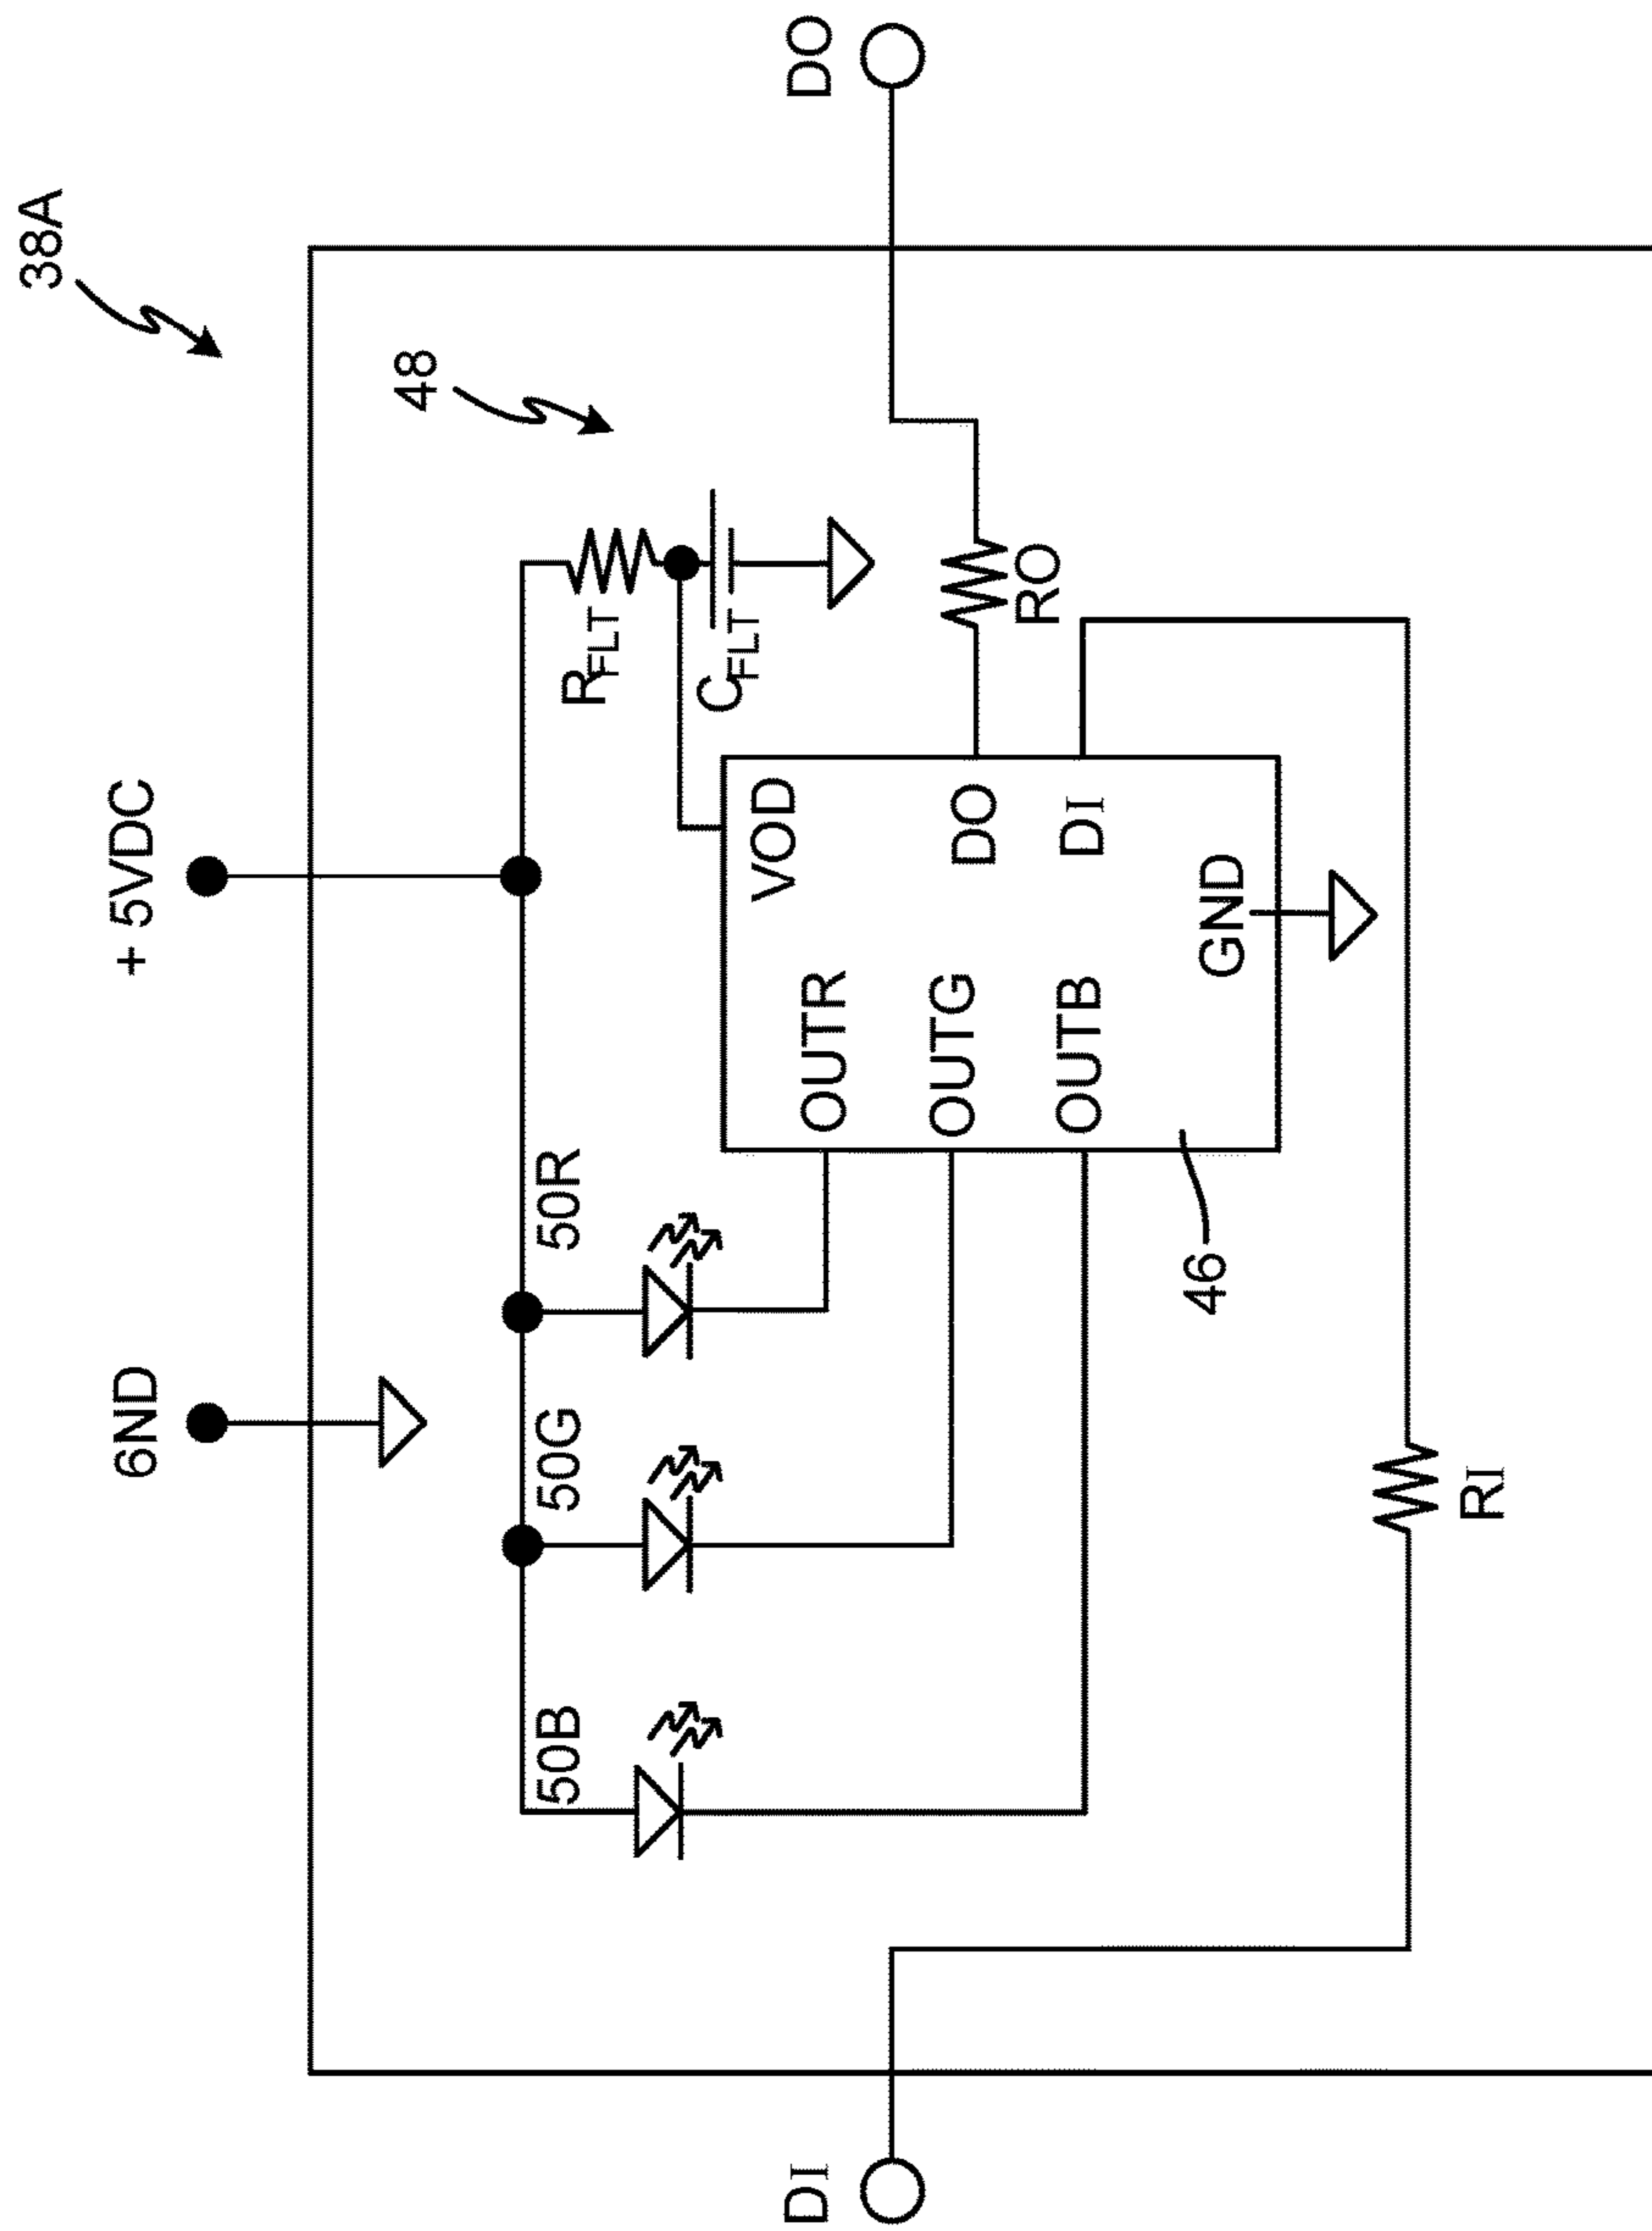 38A
6ND
+ 5VDC
48
50B
50G
50R
RFLT
CFLT
DI
DO
OUTR
VOD
OUTG
DO
RO
OUTB
DI
GND
46
RI